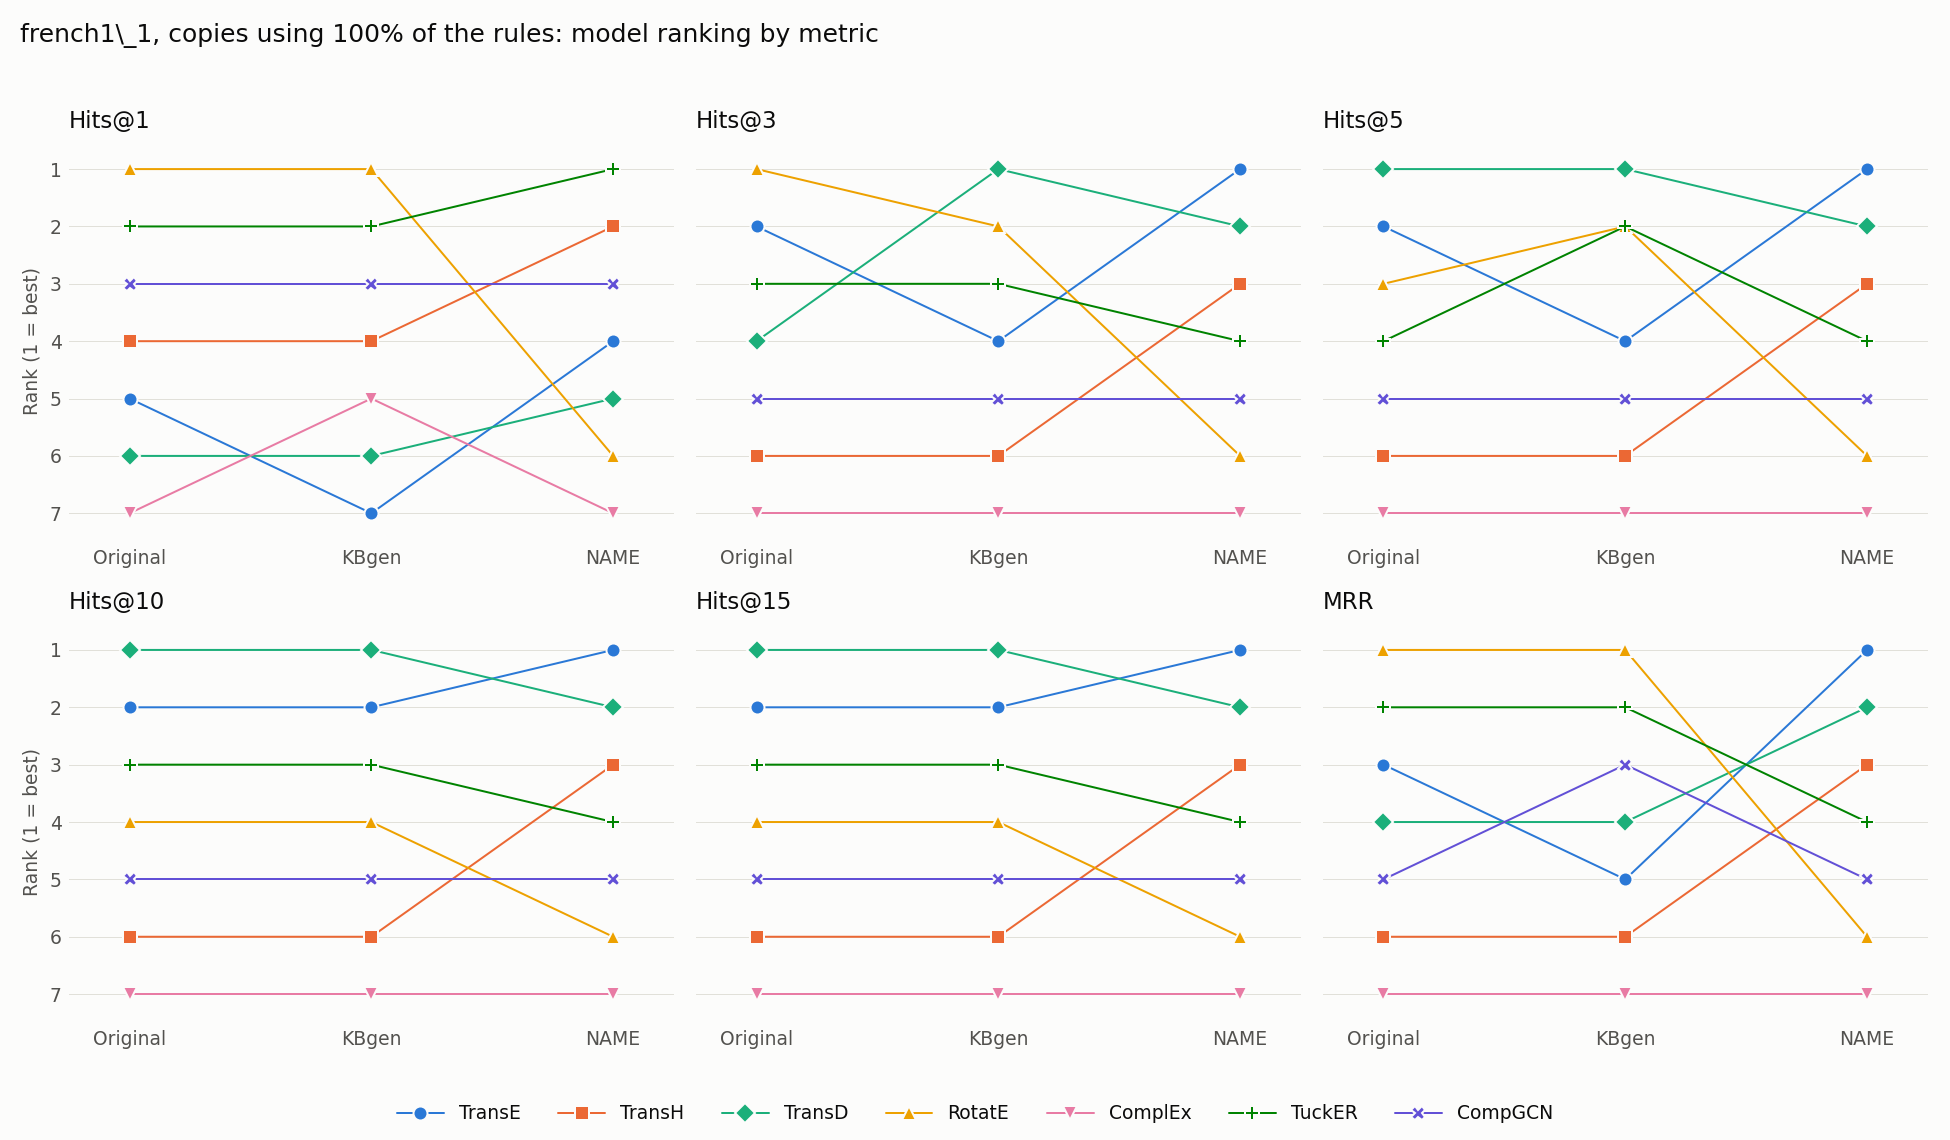 french1\_1, copies using 100% of the rules: model ranking by metric
Hits@1
Hits@3
Hits@5
Rank (1 = best)
1
2
3
4
5
6
7
Original KBgen NAME
Original KBgen NAME
Original KBgen NAME
Hits@10
Hits@15
MRR
Rank (1 = best)
1
2
3
4
5
6
7
Original KBgen NAME
Original KBgen NAME
Original KBgen NAME
TransE TransH TransD RotatE ComplEx TuckER CompGCN